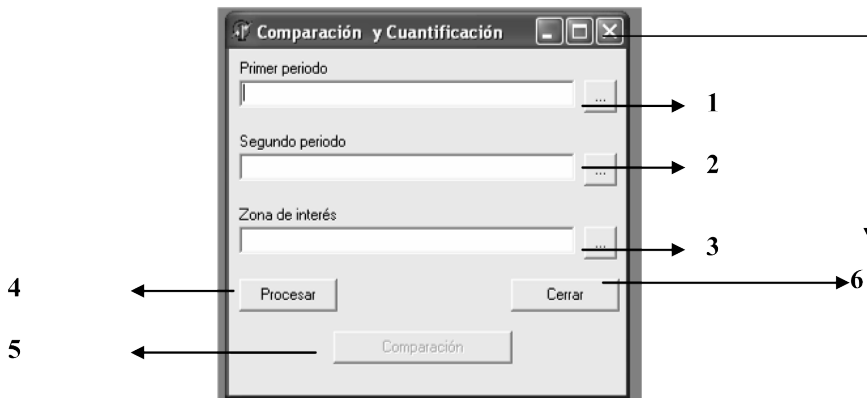 Comparación y Cuantificación
Primer periodo
... 1
Segundo periodo
... 2
Zona de interés
... 3
4 Procesar Cerrar 6
5 Comparación